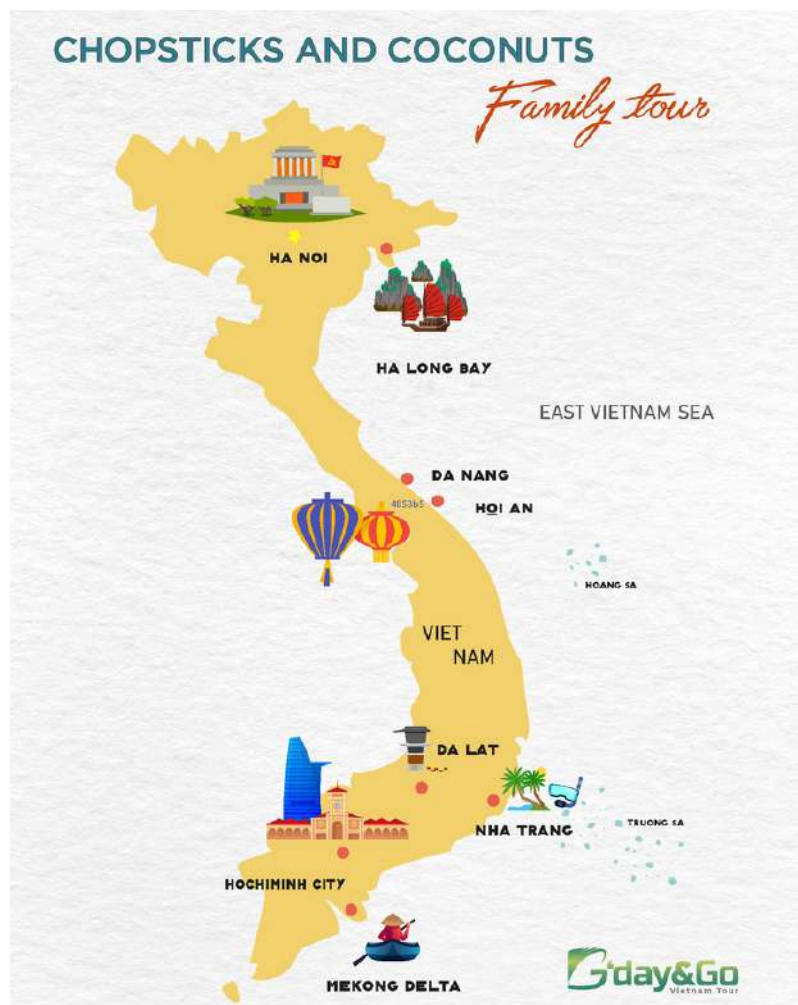 CHOPSTICKS AND COCONUTS
Family tour
HA NOI
HA LONG BAY
EAST VIETNAM SEA
DA NANG
HỌI AN
HOANG SA
VIET
NAM
DA LAT
NHA TRANG
TRUONG SA
HOCHIMINH CITY
MEKONG DELTA
G'day&Go
Vietnam Tour